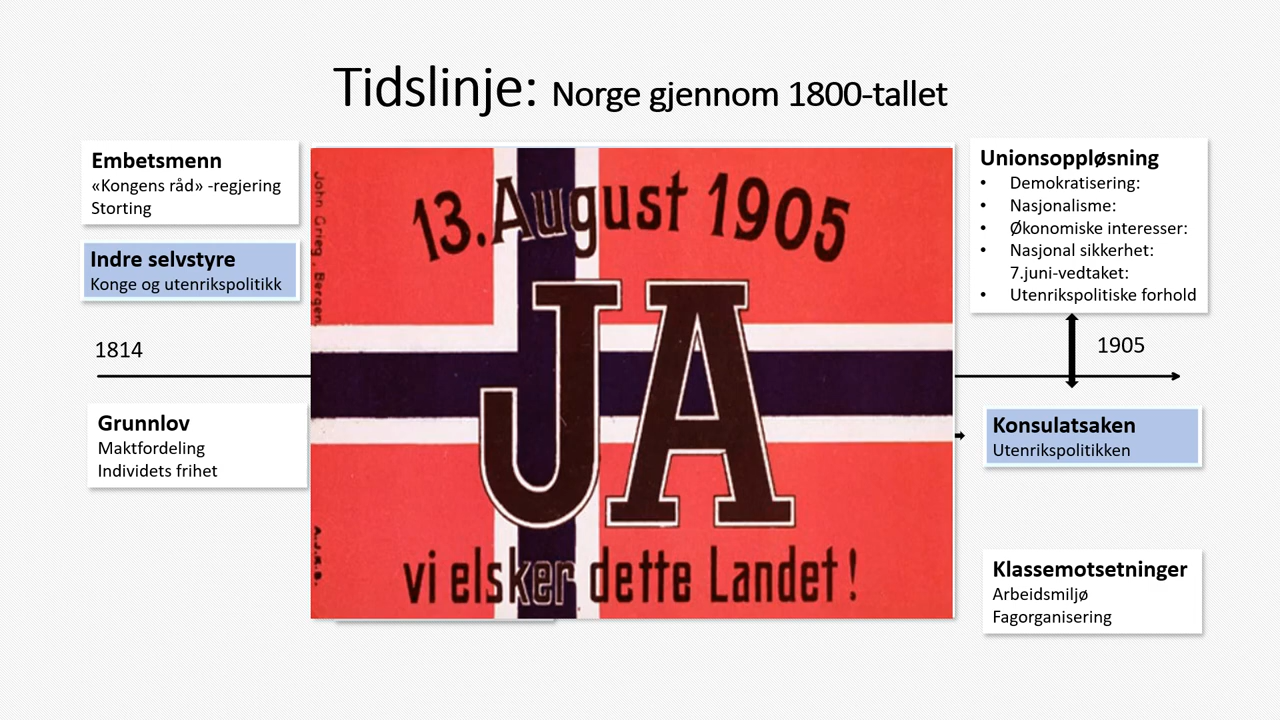 Tidslinje: Norge gjennom 1800-tallet
Embetsmenn
«Kongens råd» -regjering
Storting
Indre selvstyre
Konge og utenrikspolitikk
1814
Grunnlov
Maktfordeling
Individets frihet
John Grieg, Bergen.
13. August 1905
JA
vi elsker dette Landet!
Unionsoppløsning
• Demokratisering:
• Nasjonalisme:
• Økonomiske interesser:
• Nasjonal sikkerhet:
7.juni-vedtaket:
• Utenrikspolitiske forhold
1905
Konsulatsaken
Utenrikspolitikken
Klassemotsetninger
Arbeidsmiljø
Fagorganisering